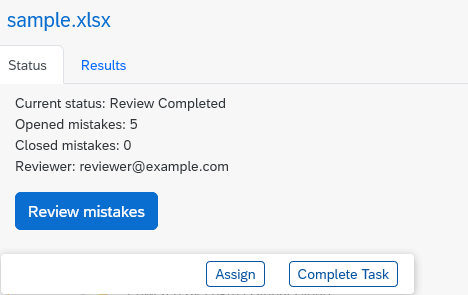 sample.xlsx
Status
Results
Current status: Review Completed
Opened mistakes: 5
Closed mistakes: 0
Reviewer: reviewer@example.com
Review mistakes
Assign
Complete Task